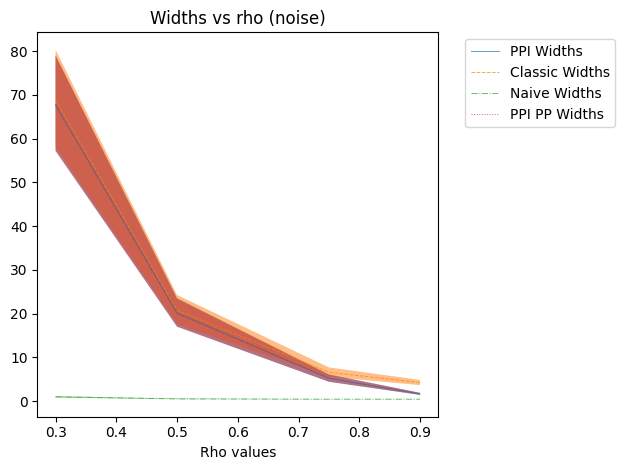 Widths vs rho (noise)
80
70
60
50
40
30
20
10
0
0.3 0.4 0.5 0.6 0.7 0.8 0.9
Rho values
PPI Widths
Classic Widths
Naive Widths
PPI PP Widths